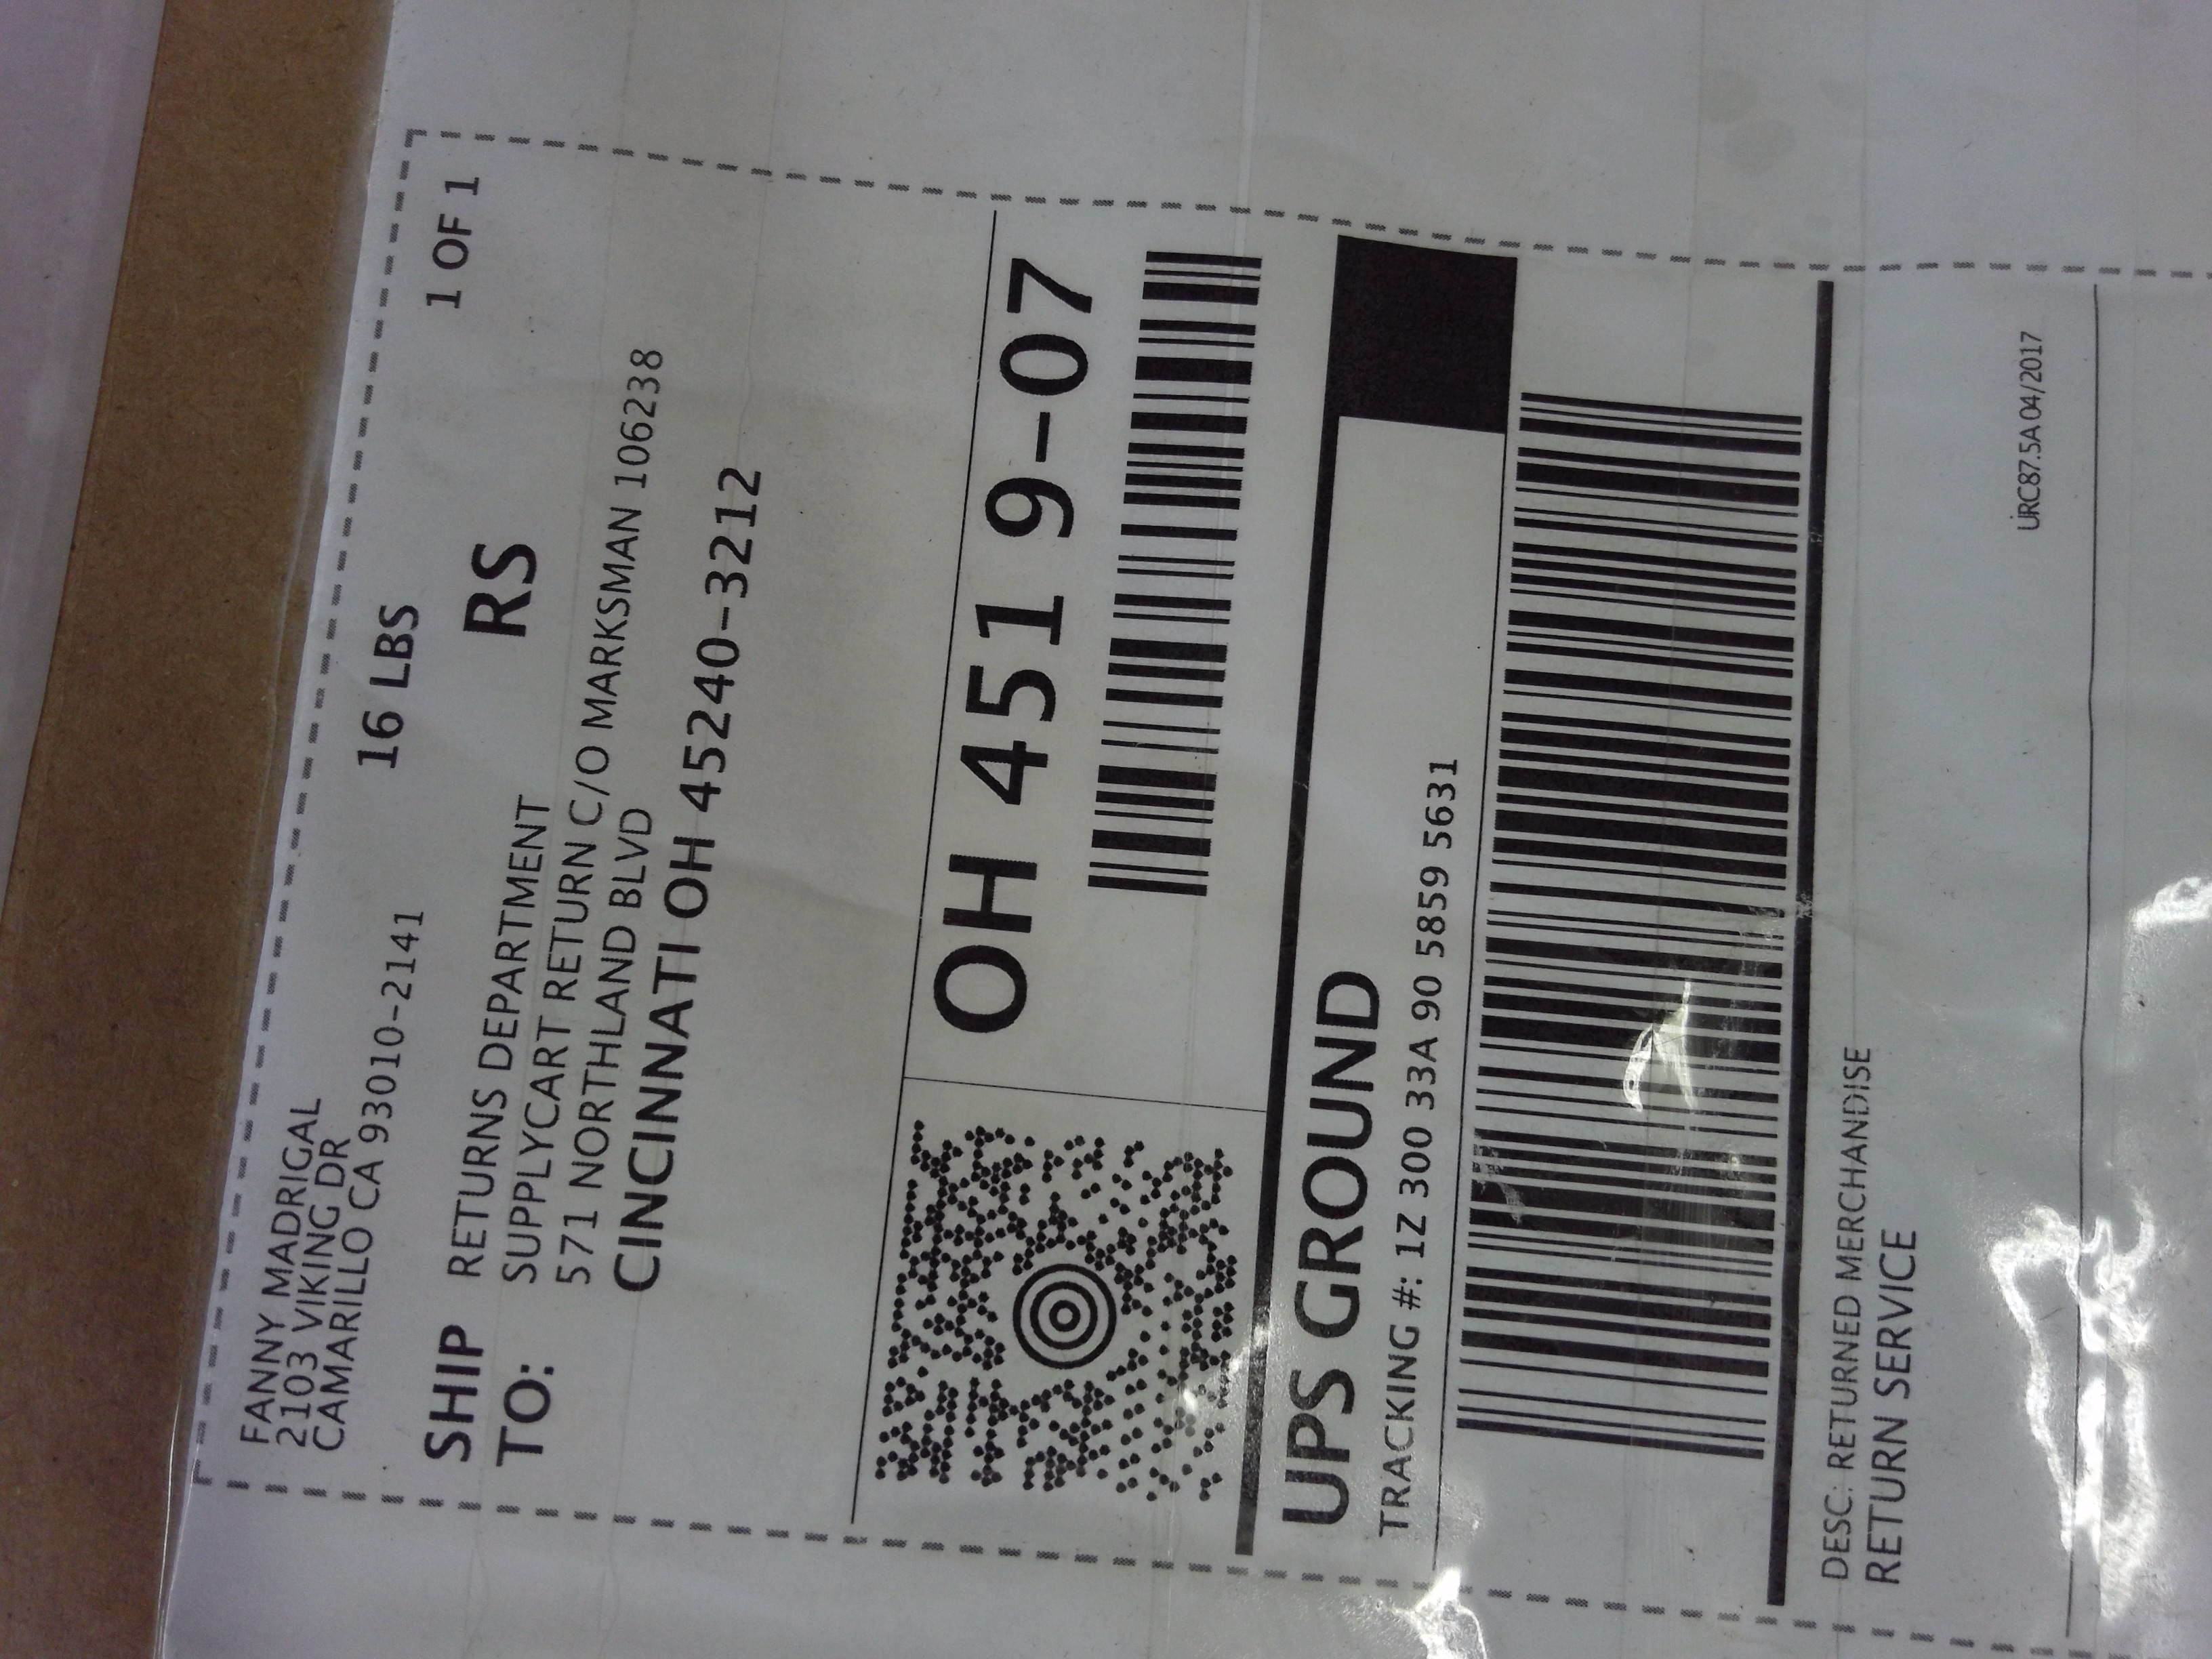 FANNY MADRIGAL
2103 VIKING DR
CAMARILLO CA 93010-2141
16 LBS
1 OF 1
RS
SHIP
TO:
RETURNS DEPARTMENT
SUPPLYCART RETURN C/O MARKSMAN 106238
571 NORTHLAND BLVD
CINCINNATI OH 45240-3212
OH 451 9-07
UPS GROUND
TRACKING #: 1Z 300 33A 90 5859 5631
DESC: RETURNED MERCHANDISE
RETURN SERVICE
URC87.5A 04/2017